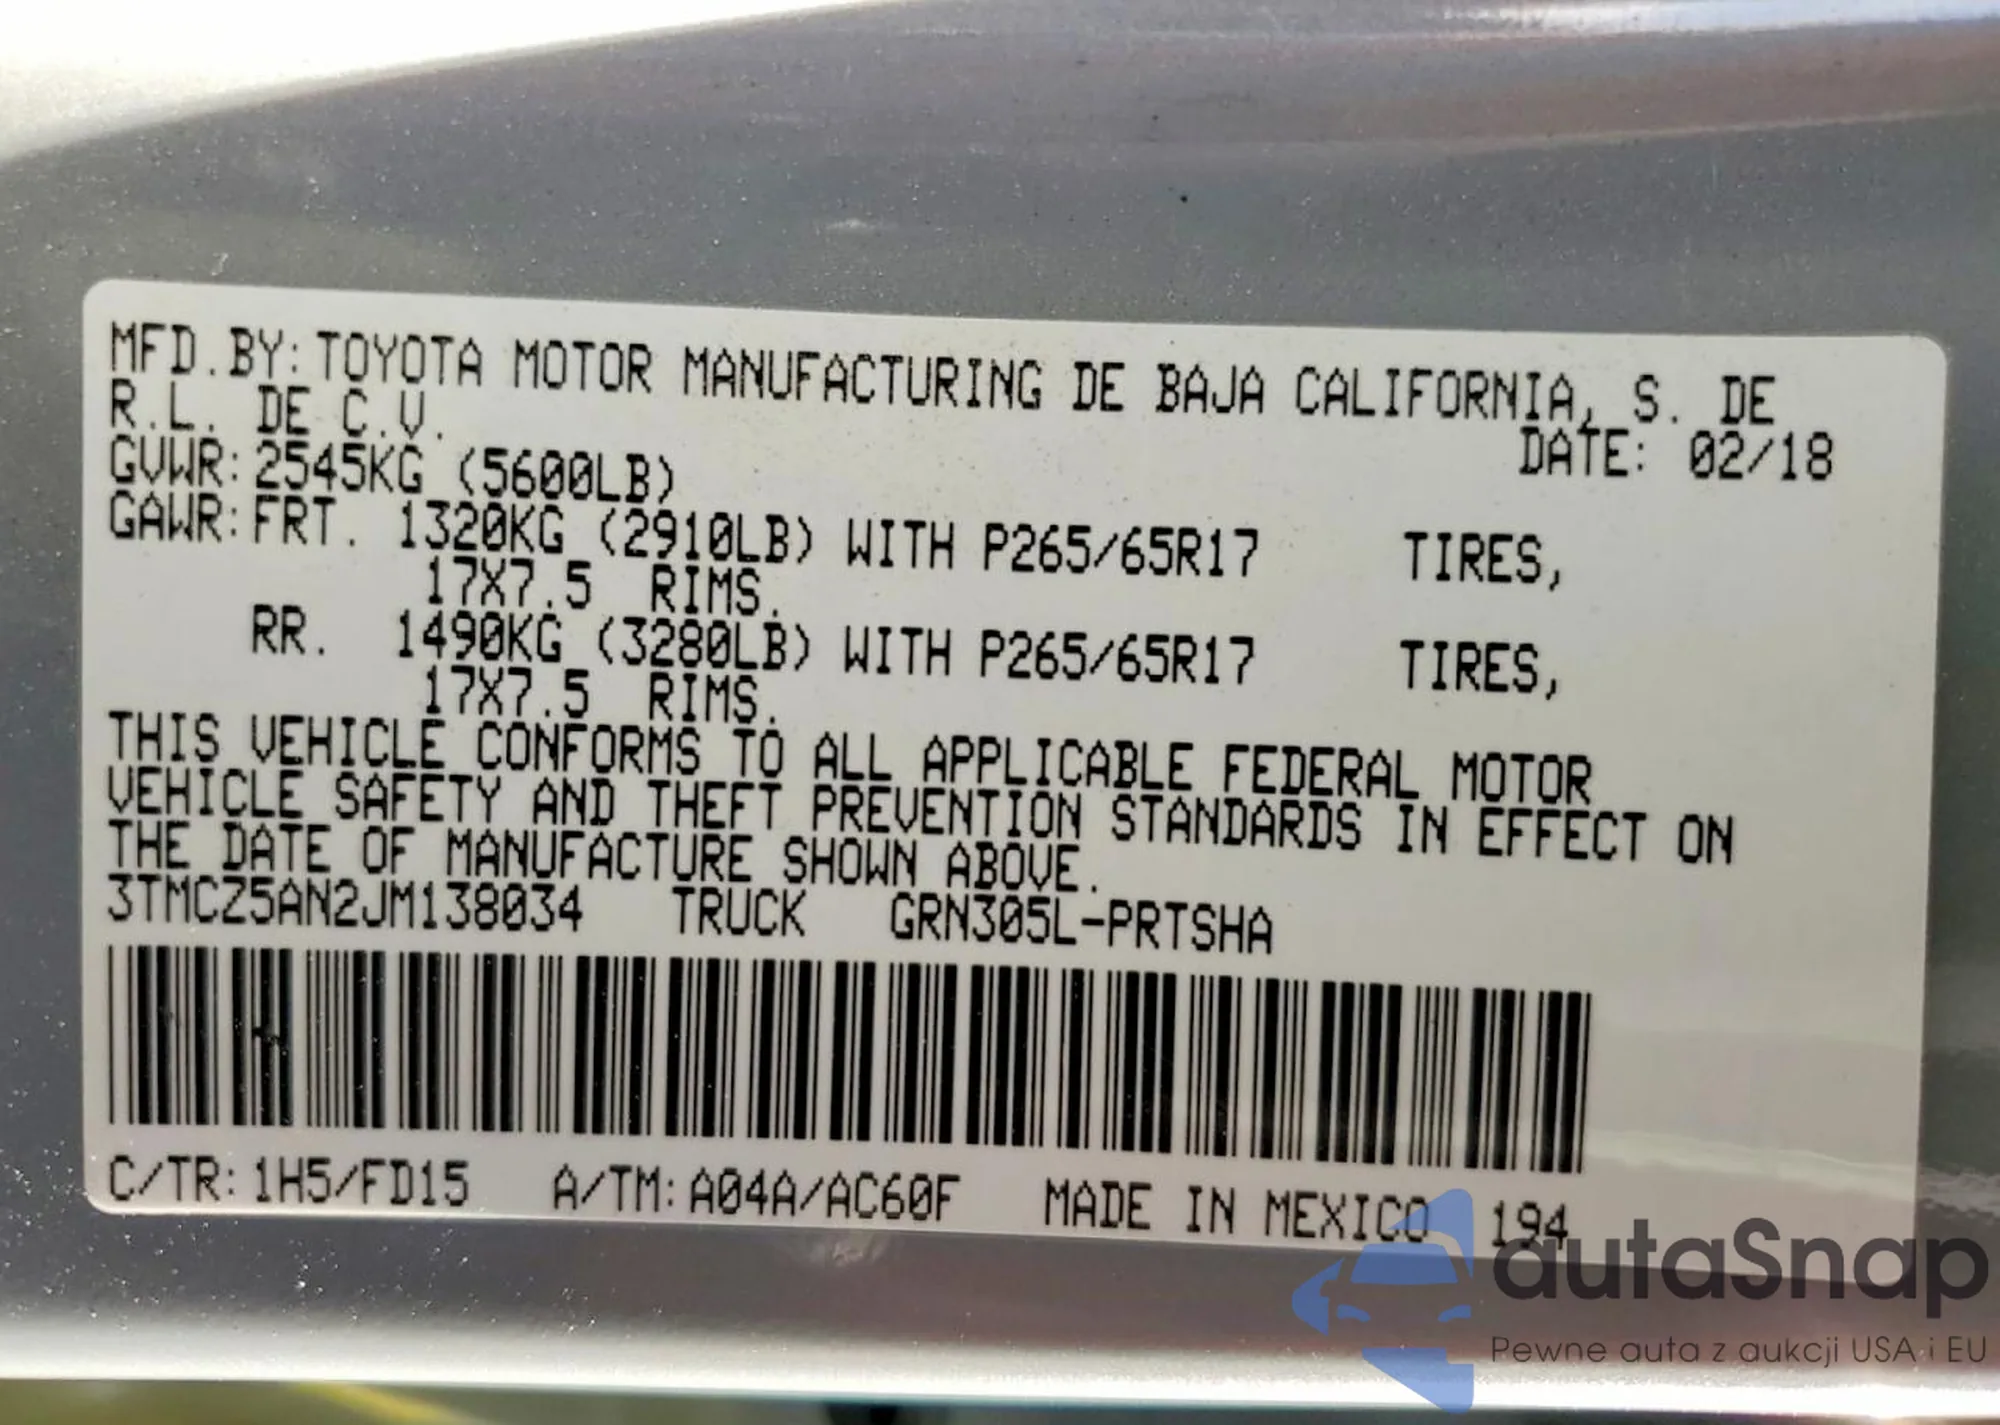 MFD.BY:TOYOTA MOTOR MANUFACTURING DE BAJA CALIFORNIA, S. DE
R.L. DE C.V.
DATE: 02/18
GVWR:2545KG (5600LB)
GAWR:FRT. 1320KG (2910LB) WITH P265/65R17 TIRES,
17X7.5 RIMS.
RR. 1490KG (3280LB) WITH P265/65R17 TIRES,
17X7.5 RIMS.
THIS VEHICLE CONFORMS TO ALL APPLICABLE FEDERAL MOTOR
VEHICLE SAFETY AND THEFT PREVENTION STANDARDS IN EFFECT ON
THE DATE OF MANUFACTURE SHOWN ABOVE.
3TMCZ5AN2JM138034 TRUCK GRN305L-PRTSHA
C/TR:1H5/FD15 A/TM:A04A/AC60F MADE IN MEXICO 194
autaSnap
Pewne auta z aukcji USA i EU